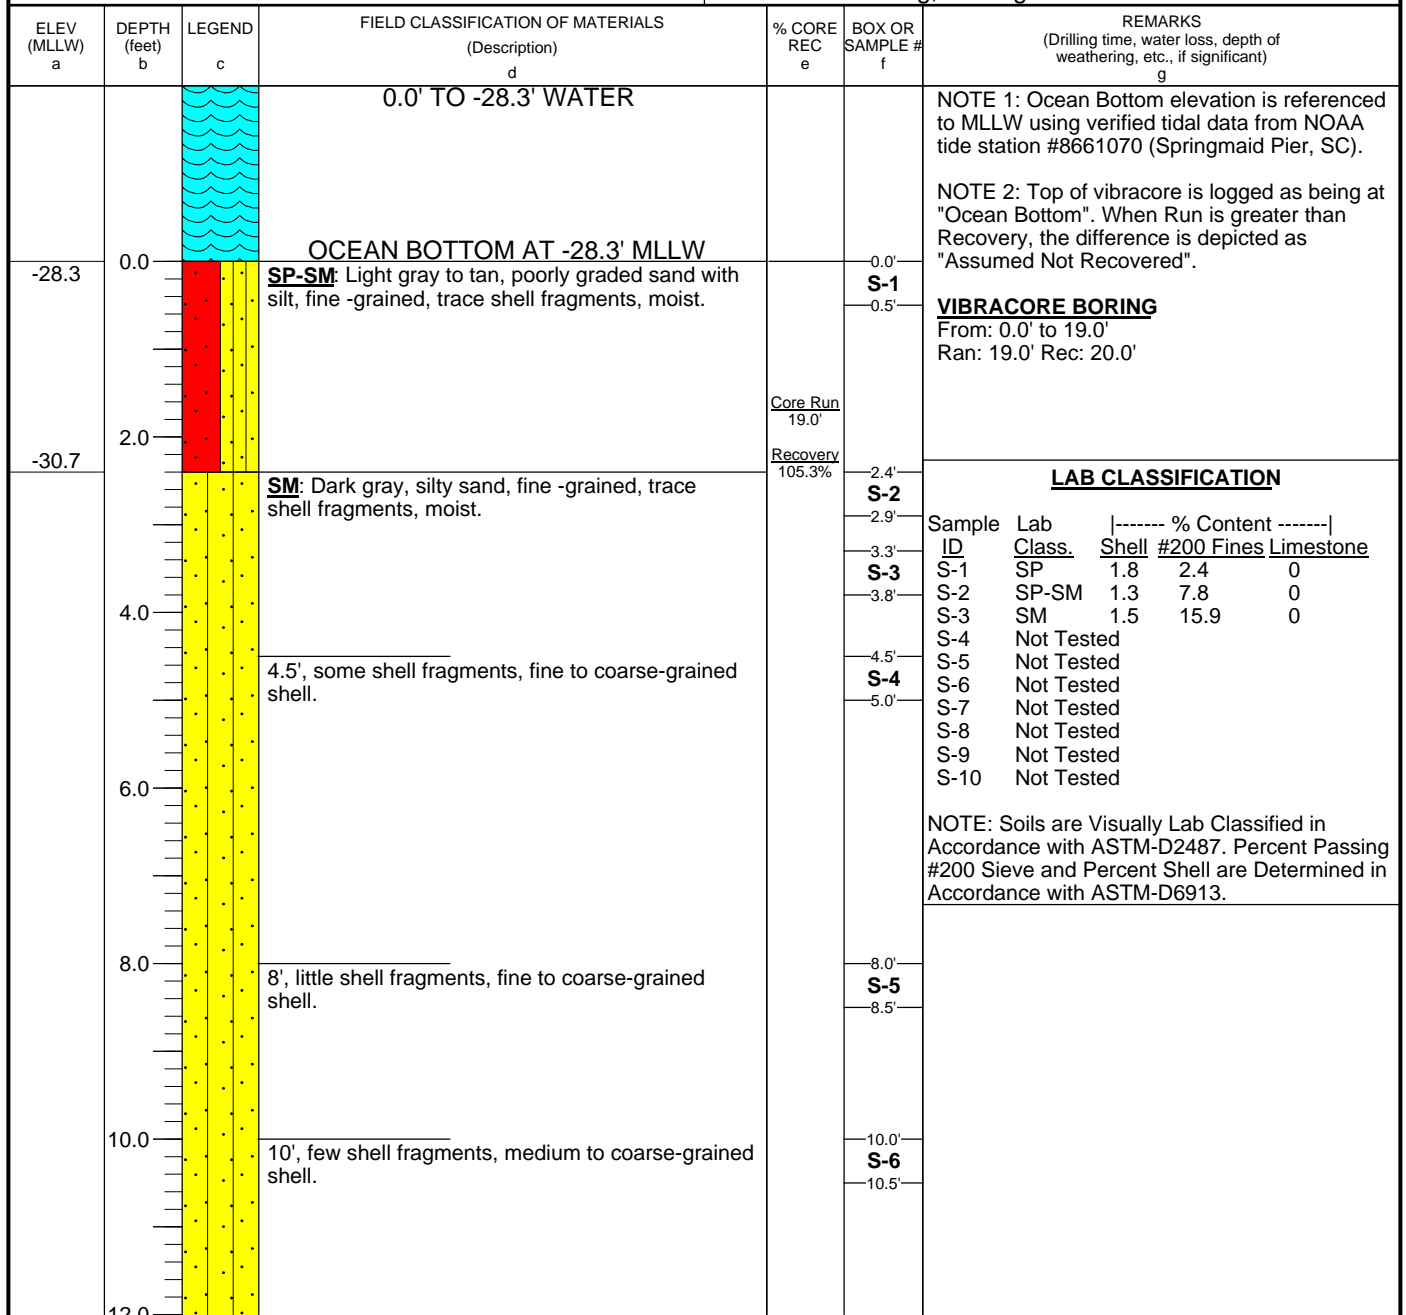 ELEV (MLLW) a
DEPTH (feet) b
LEGEND c
FIELD CLASSIFICATION OF MATERIALS
(Description)
d
% CORE REC e
BOX OR SAMPLE # f
REMARKS
(Drilling time, water loss, depth of
weathering, etc., if significant)
g
0.0' TO -28.3' WATER
OCEAN BOTTOM AT -28.3' MLLW
-28.3
-30.7
0.0
2.0
4.0
6.0
8.0
10.0
12.0
SP-SM: Light gray to tan, poorly graded sand with
silt, fine -grained, trace shell fragments, moist.
SM: Dark gray, silty sand, fine -grained, trace
shell fragments, moist.
4.5', some shell fragments, fine to coarse-grained
shell.
8', little shell fragments, fine to coarse-grained
shell.
10', few shell fragments, medium to coarse-grained
shell.
Core Run
19.0'
Recovery
105.3%
0.0'
S-1
0.5'
2.4'
S-2
2.9'
3.3'
S-3
3.8'
4.5'
S-4
5.0'
8.0'
S-5
8.5'
10.0'
S-6
10.5'
NOTE 1: Ocean Bottom elevation is referenced
to MLLW using verified tidal data from NOAA
tide station #8661070 (Springmaid Pier, SC).
NOTE 2: Top of vibracore is logged as being at
"Ocean Bottom". When Run is greater than
Recovery, the difference is depicted as
"Assumed Not Recovered".
VIBRACORE BORING
From: 0.0' to 19.0'
Ran: 19.0' Rec: 20.0'
LAB CLASSIFICATION
Sample Lab |------- % Content -------|
ID Class. Shell #200 Fines Limestone
S-1 SP 1.8 2.4 0
S-2 SP-SM 1.3 7.8 0
S-3 SM 1.5 15.9 0
S-4 Not Tested
S-5 Not Tested
S-6 Not Tested
S-7 Not Tested
S-8 Not Tested
S-9 Not Tested
S-10 Not Tested
NOTE: Soils are Visually Lab Classified in
Accordance with ASTM-D2487. Percent Passing
#200 Sieve and Percent Shell are Determined in
Accordance with ASTM-D6913.